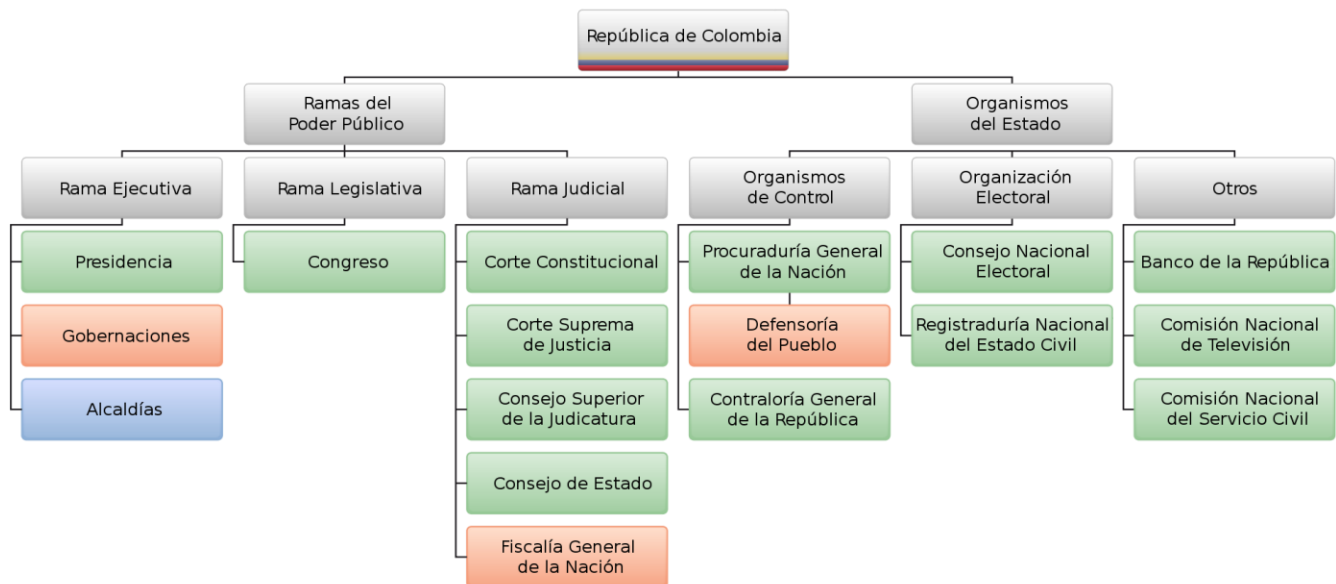 República de Colombia
Ramas del
Poder Público
Organismos
del Estado
Rama Ejecutiva
Rama Legislativa
Rama Judicial
Organismos
de Control
Organización
Electoral
Otros
Presidencia
Gobernaciones
Alcaldías
Congreso
Corte Constitucional
Corte Suprema
de Justicia
Consejo Superior
de la Judicatura
Consejo de Estado
Fiscalía General
de la Nación
Procuraduría General
de la Nación
Defensoría
del Pueblo
Contraloría General
de la República
Consejo Nacional
Electoral
Registraduría Nacional
del Estado Civil
Banco de la República
Comisión Nacional
de Televisión
Comisión Nacional
del Servicio Civil